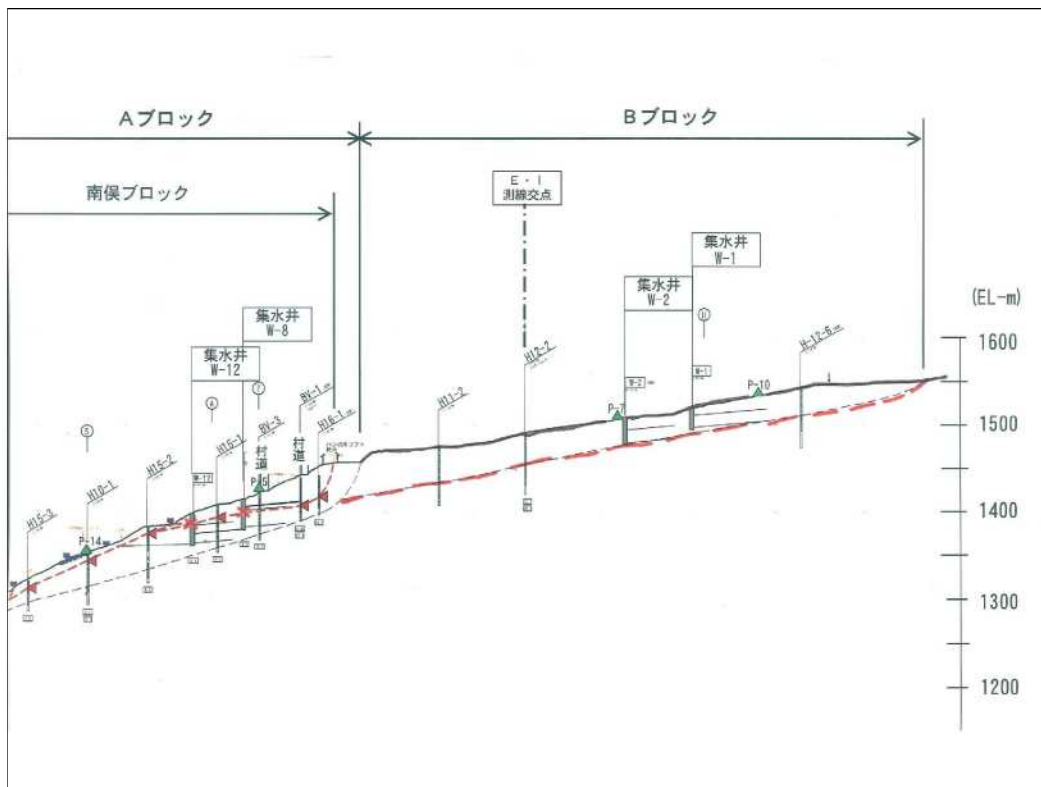 Aブロック
Bブロック
南俣ブロック
E・I
測線交点
集水井
W-1
集水井
W-2
(EL-m)
集水井
W-8
集水井
W-12
1600
1500
1400
1300
1200
H-12-6
H12-2
H11-2
P-10
P-7
W-2
W-1
BV-1
H16-1
BV-3
村道
村道
H15-1
P-5
W-12
H15-2
H10-1
P-14
H15-3